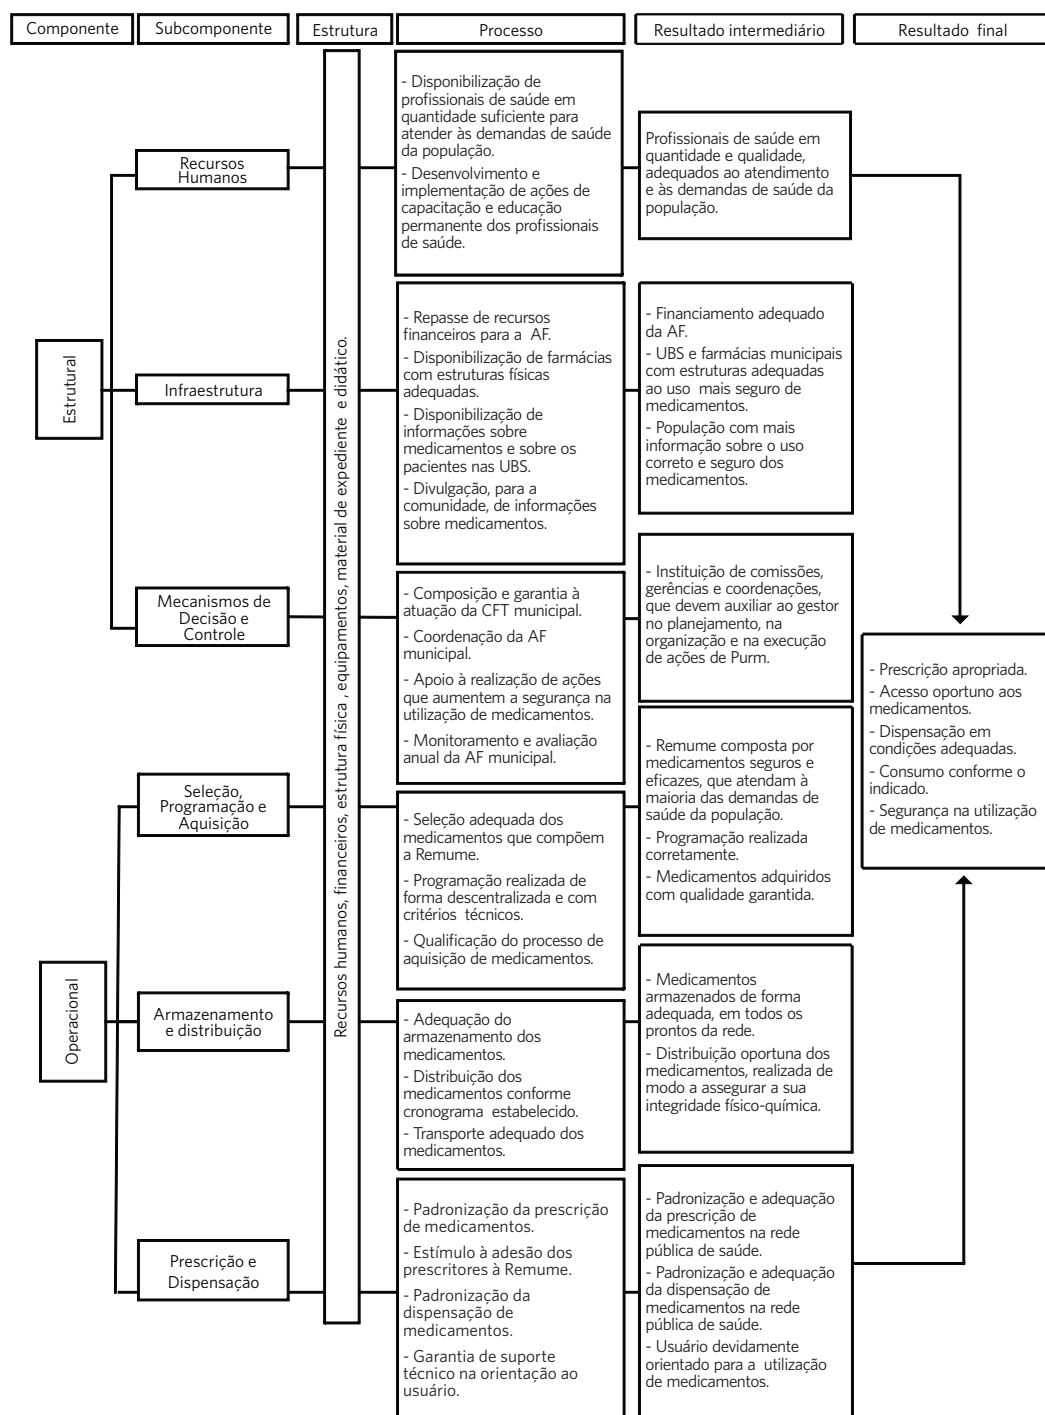 Componente
Subcomponente
Estrutura
Processo
Resultado intermediário
Resultado final
Estrutural
Recursos
Humanos
Infraestrutura
Mecanismos de
Decisão e
Controle
Operacional
Seleção,
Programação e
Aquisição
Armazenamento
e distribuição
Prescrição e
Dispensação
Recursos humanos, financeiros, estrutura física , equipamentos, material de expediente e didático.
- Disponibilização de
profissionais de saúde em
quantidade suficiente para
atender às demandas de saúde
da população.
- Desenvolvimento e
implementação de ações de
capacitação e educação
permanente dos profissionais
de saúde.
- Repasse de recursos
financeiros para a AF.
- Disponibilização de farmácias
com estruturas físicas
adequadas.
- Disponibilização de
informações sobre
medicamentos e sobre os
pacientes nas UBS.
- Divulgação, para a
comunidade, de informações
sobre medicamentos.
- Composição e garantia à
atuação da CFT municipal.
- Coordenação da AF
municipal.
- Apoio à realização de ações
que aumentem a segurança na
utilização de medicamentos.
- Monitoramento e avaliação
anual da AF municipal.
- Seleção adequada dos
medicamentos que compõem
a Remume.
- Programação realizada de
forma descentralizada e com
critérios técnicos.
- Qualificação do processo de
aquisição de medicamentos.
- Adequação do
armazenamento dos
medicamentos.
- Distribuição dos
medicamentos conforme
cronograma estabelecido.
- Transporte adequado dos
medicamentos.
- Padronização da prescrição
de medicamentos.
- Estímulo à adesão dos
prescritores à Remume.
- Padronização da
dispensação de
medicamentos.
- Garantia de suporte
técnico na orientação ao
usuário.
Profissionais de saúde em
quantidade e qualidade,
adequados ao atendimento
e às demandas de saúde da
população.
- Financiamento adequado
da AF.
- UBS e farmácias municipais
com estruturas adequadas
ao uso mais seguro de
medicamentos.
- População com mais
informação sobre o uso
correto e seguro dos
medicamentos.
- Instituição de comissões,
gerências e coordenações,
que devem auxiliar ao gestor
no planejamento, na
organização e na execução
de ações de Purm.
- Remume composta por
medicamentos seguros e
eficazes, que atendam à
maioria das demandas de
saúde da população.
- Programação realizada
corretamente.
- Medicamentos adquiridos
com qualidade garantida.
- Medicamentos
armazenados de forma
adequada, em todos os
prontos da rede.
- Distribuição oportuna dos
medicamentos, realizada de
modo a assegurar a sua
integridade físico-química.
- Padronização e adequação
da prescrição de
medicamentos na rede
pública de saúde.
- Padronização e adequação
da dispensação de
medicamentos na rede
pública de saúde.
- Usuário devidamente
orientado para a utilização
de medicamentos.
- Prescrição apropriada.
- Acesso oportuno aos
medicamentos.
- Dispensação em
condições adequadas.
- Consumo conforme o
indicado.
- Segurança na utilização
de medicamentos.